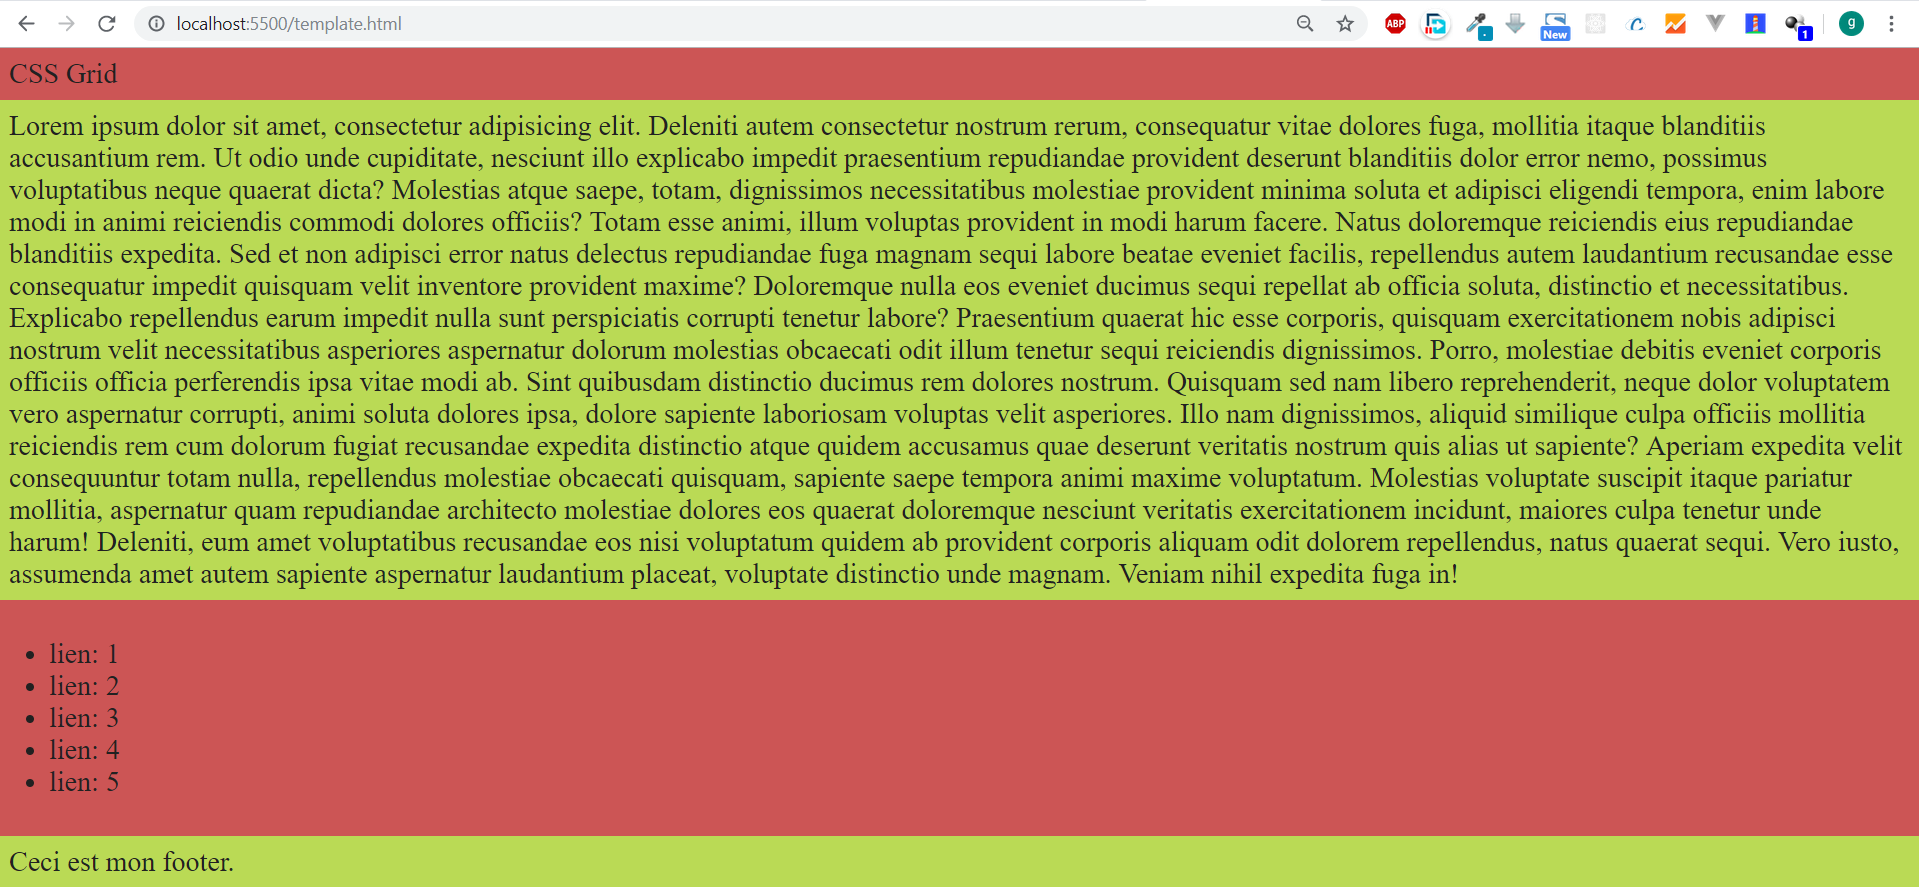 localhost:5500/template.html
ABP
New
1
g
CSS Grid
Lorem ipsum dolor sit amet, consectetur adipisicing elit. Deleniti autem consectetur nostrum rerum, consequatur vitae dolores fuga, mollitia itaque blanditiis
accusantium rem. Ut odio unde cupiditate, nesciunt illo explicabo impedit praesentium repudiandae provident deserunt blanditiis dolor error nemo, possimus
voluptatibus neque quaerat dicta? Molestias atque saepe, totam, dignissimos necessitatibus molestiae provident minima soluta et adipisci eligendi tempora, enim labore
modi in animi reiciendis commodi dolores officiis? Totam esse animi, illum voluptas provident in modi harum facere. Natus doloremque reiciendis eius repudiandae
blanditiis expedita. Sed et non adipisci error natus delectus repudiandae fuga magnam sequi labore beatae eveniet facilis, repellendus autem laudantium recusandae esse
consequatur impedit quisquam velit inventore provident maxime? Doloremque nulla eos eveniet ducimus sequi repellat ab officia soluta, distinctio et necessitatibus.
Explicabo repellendus earum impedit nulla sunt perspiciatis corrupti tenetur labore? Praesentium quaerat hic esse corporis, quisquam exercitationem nobis adipisci
nostrum velit necessitatibus asperiores aspernatur dolorum molestias obcaecati odit illum tenetur sequi reiciendis dignissimos. Porro, molestiae debitis eveniet corporis
officiis officia perferendis ipsa vitae modi ab. Sint quibusdam distinctio ducimus rem dolores nostrum. Quisquam sed nam libero reprehenderit, neque dolor voluptatem
vero aspernatur corrupti, animi soluta dolores ipsa, dolore sapiente laboriosam voluptas velit asperiores. Illo nam dignissimos, aliquid similique culpa officiis mollitia
reiciendis rem cum dolorum fugiat recusandae expedita distinctio atque quidem accusamus quae deserunt veritatis nostrum quis alias ut sapiente? Aperiam expedita velit
consequuntur totam nulla, repellendus molestiae obcaecati quisquam, sapiente saepe tempora animi maxime voluptatum. Molestias voluptate suscipit itaque pariatur
mollitia, aspernatur quam repudiandae architecto molestiae dolores eos quaerat doloremque nesciunt veritatis exercitationem incidunt, maiores culpa tenetur unde
harum! Deleniti, eum amet voluptatibus recusandae eos nisi voluptatum quidem ab provident corporis aliquam odit dolorem repellendus, natus quaerat sequi. Vero iusto,
assumenda amet autem sapiente aspernatur laudantium placeat, voluptate distinctio unde magnam. Veniam nihil expedita fuga in!
• lien: 1
• lien: 2
• lien: 3
• lien: 4
• lien: 5
Ceci est mon footer.